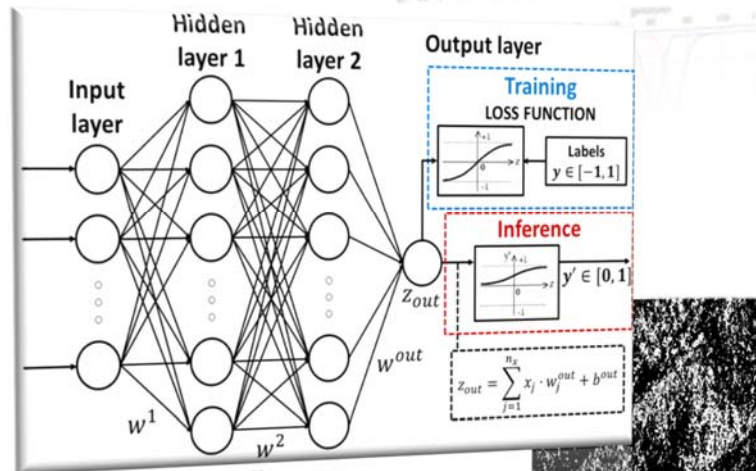 Input
layer
Hidden
layer 1
Hidden
layer 2
Output layer
Training
LOSS FUNCTION
+1
0
z
-1
Labels
y ∈ [−1, 1]
Inference
y'
+1
0
z
-1
y' ∈ [0, 1]
z_out
w^1
w^2
w^out
z_out = ∑_{j=1}^{n_x} x_j · w_j^out + b^out